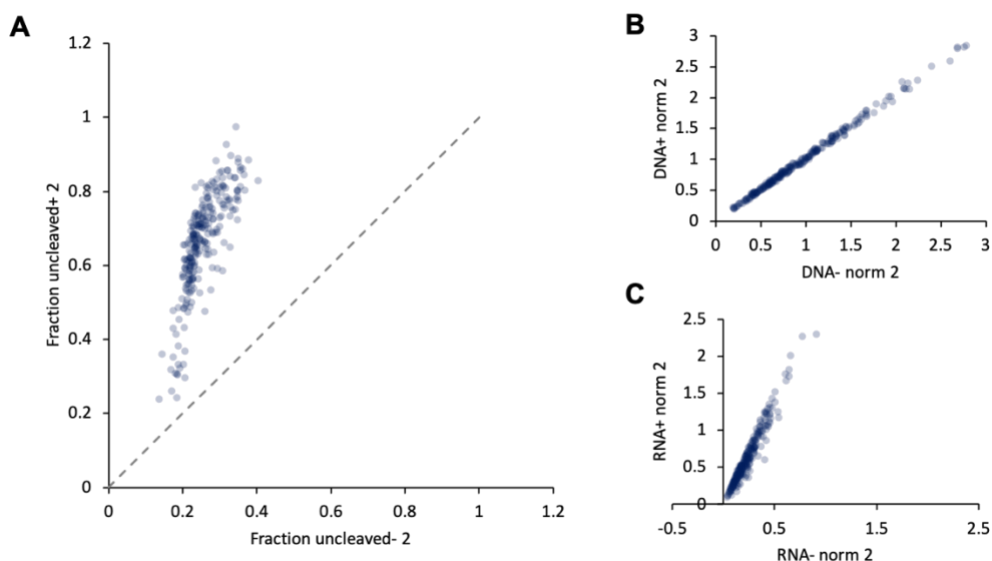 A
1.2
1
0.8
0.6
0.4
0.2
0
Fraction uncleaved+ 2
0 0.2 0.4 0.6 0.8 1 1.2
Fraction uncleaved- 2
B
3
2.5
2
1.5
1
0.5
0
DNA+ norm 2
0 0.5 1 1.5 2 2.5 3
DNA- norm 2
C
2.5
2
1.5
1
0.5
0
RNA+ norm 2
-0.5 0.5 1.5 2.5
RNA- norm 2